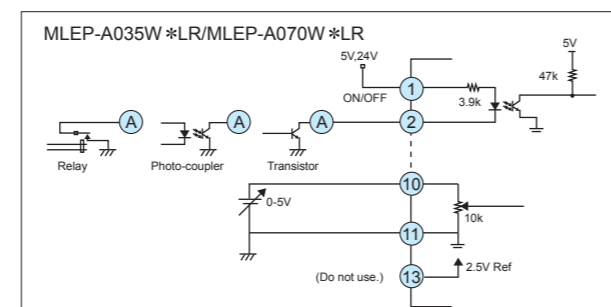 MLEP-A035W *LR/MLEP-A070W *LR
5V,24V
5V
47k
ON/OFF
1
3.9k
A
A
A
2
Relay
Photo-coupler
Transistor
10
0-5V
10k
11
2.5V Ref
(Do not use.)
13